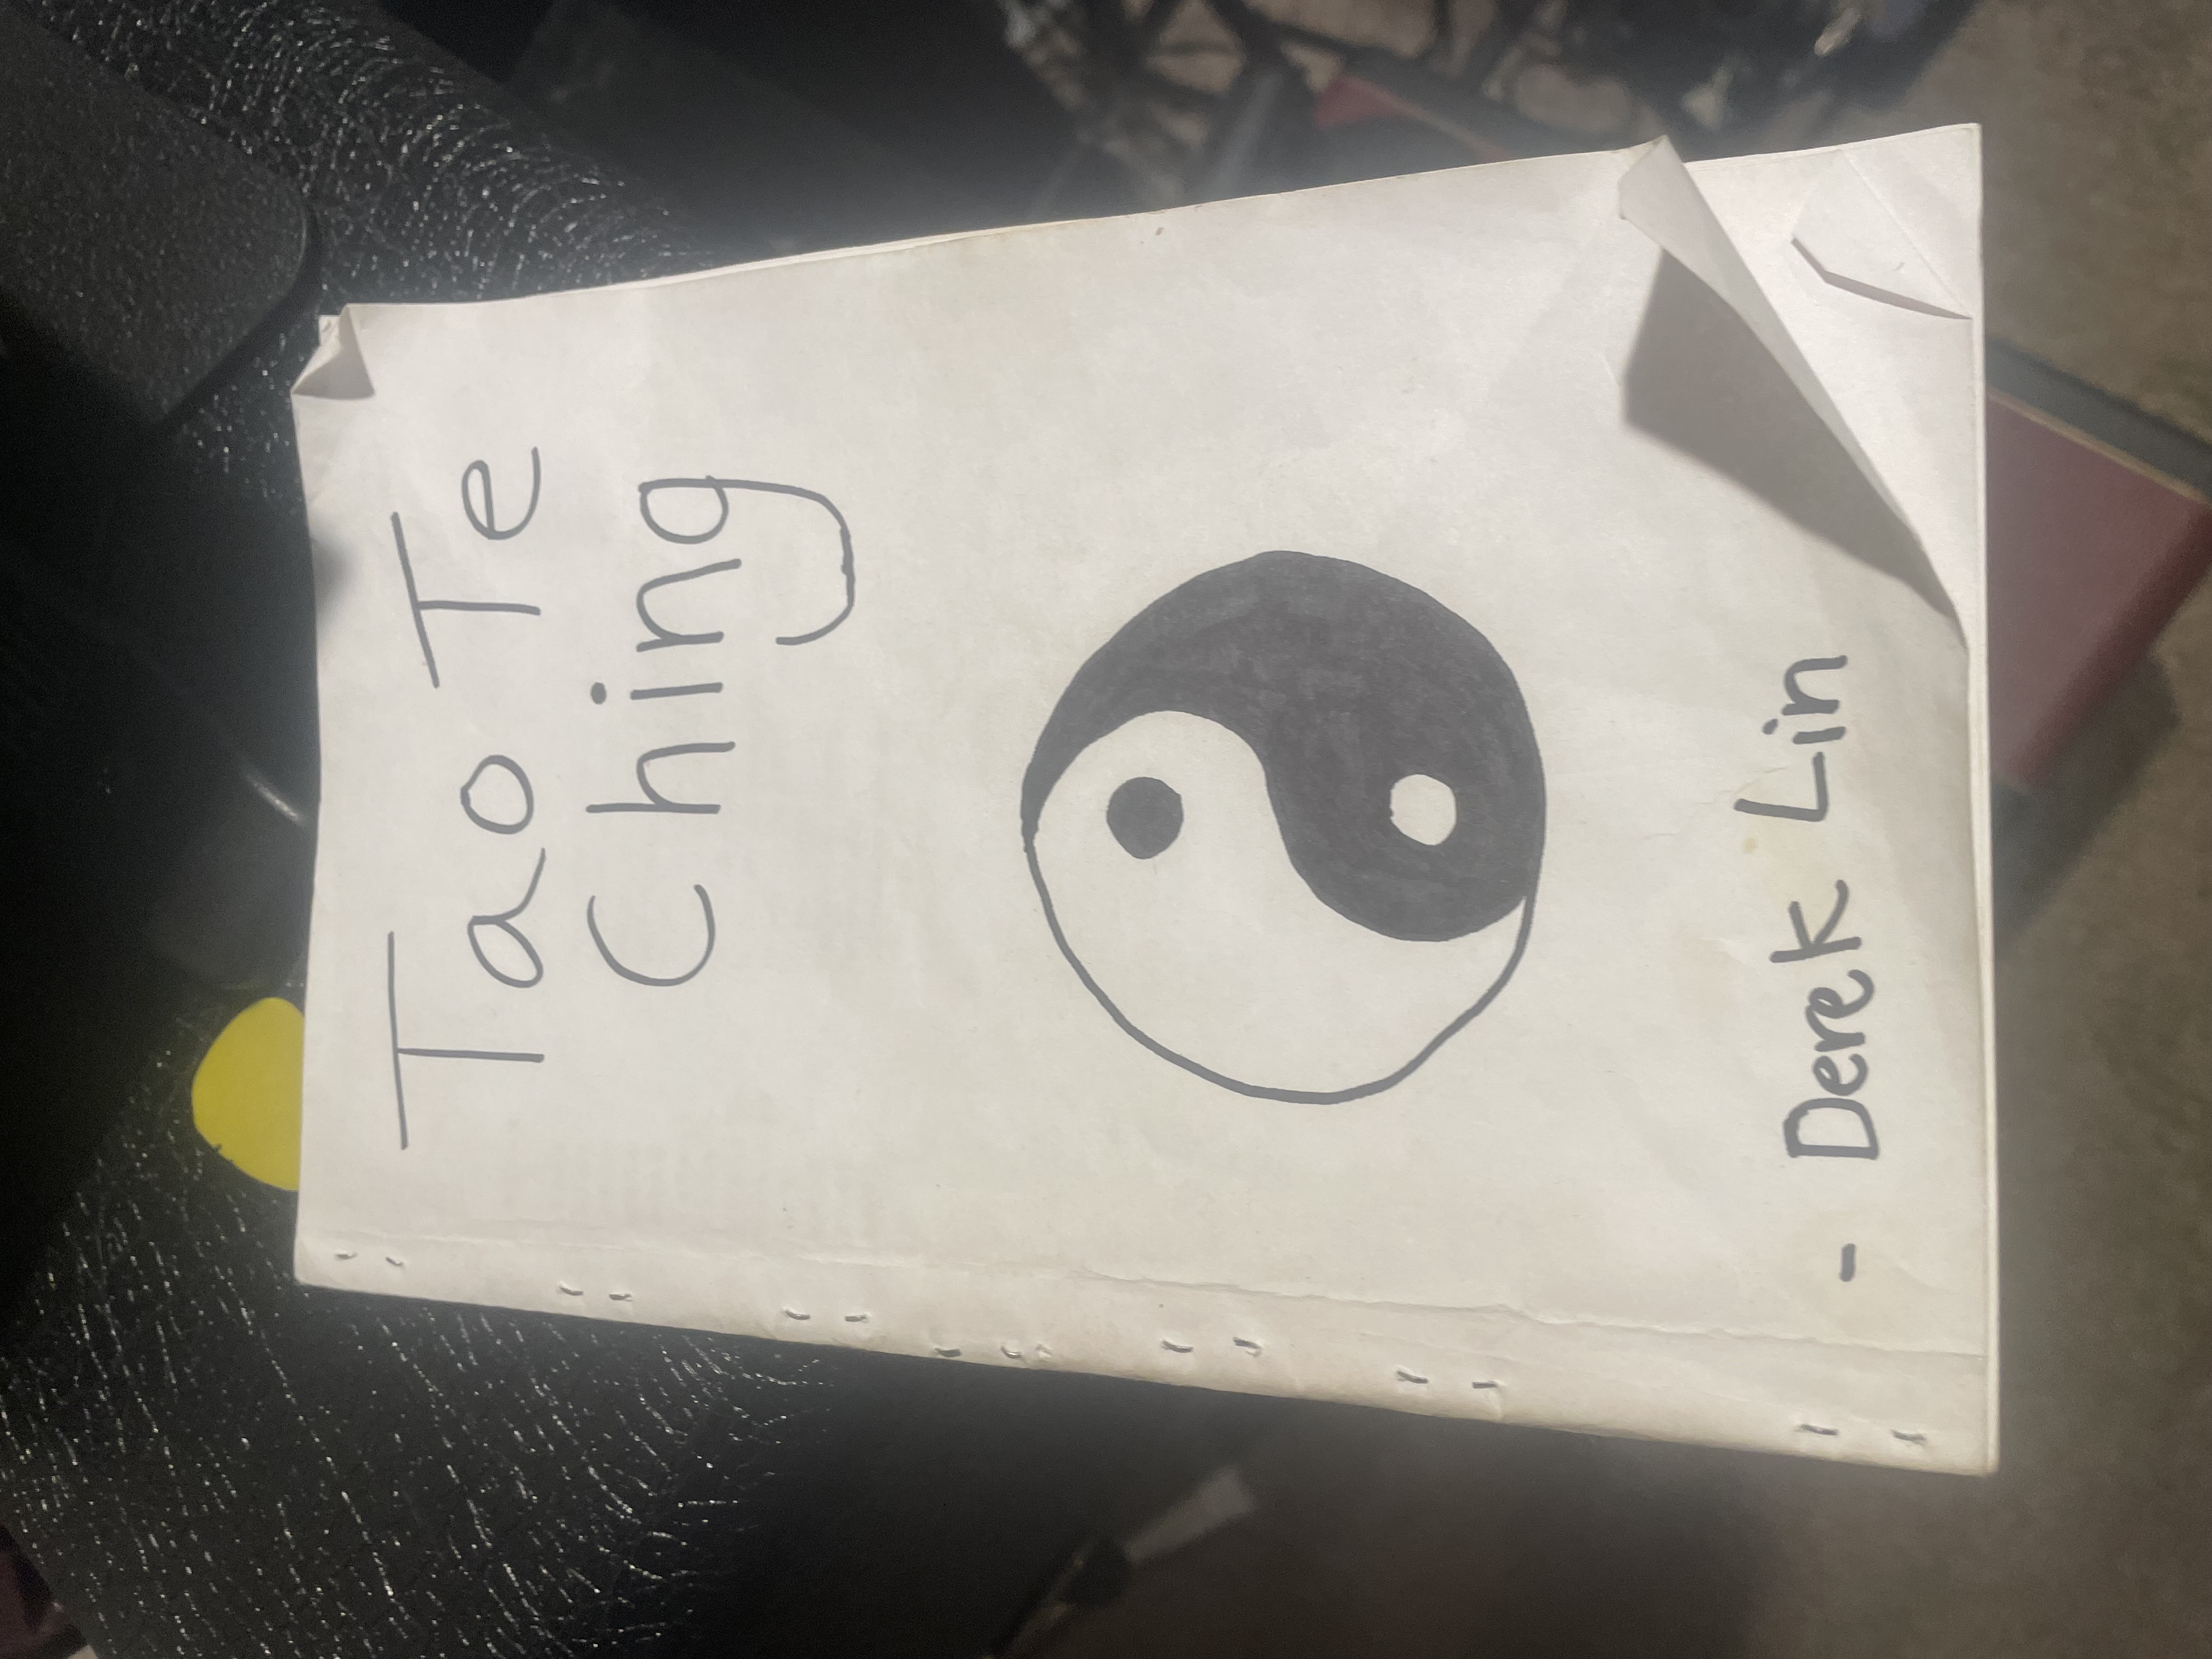 Tao Te
Ching
- Derek Lin